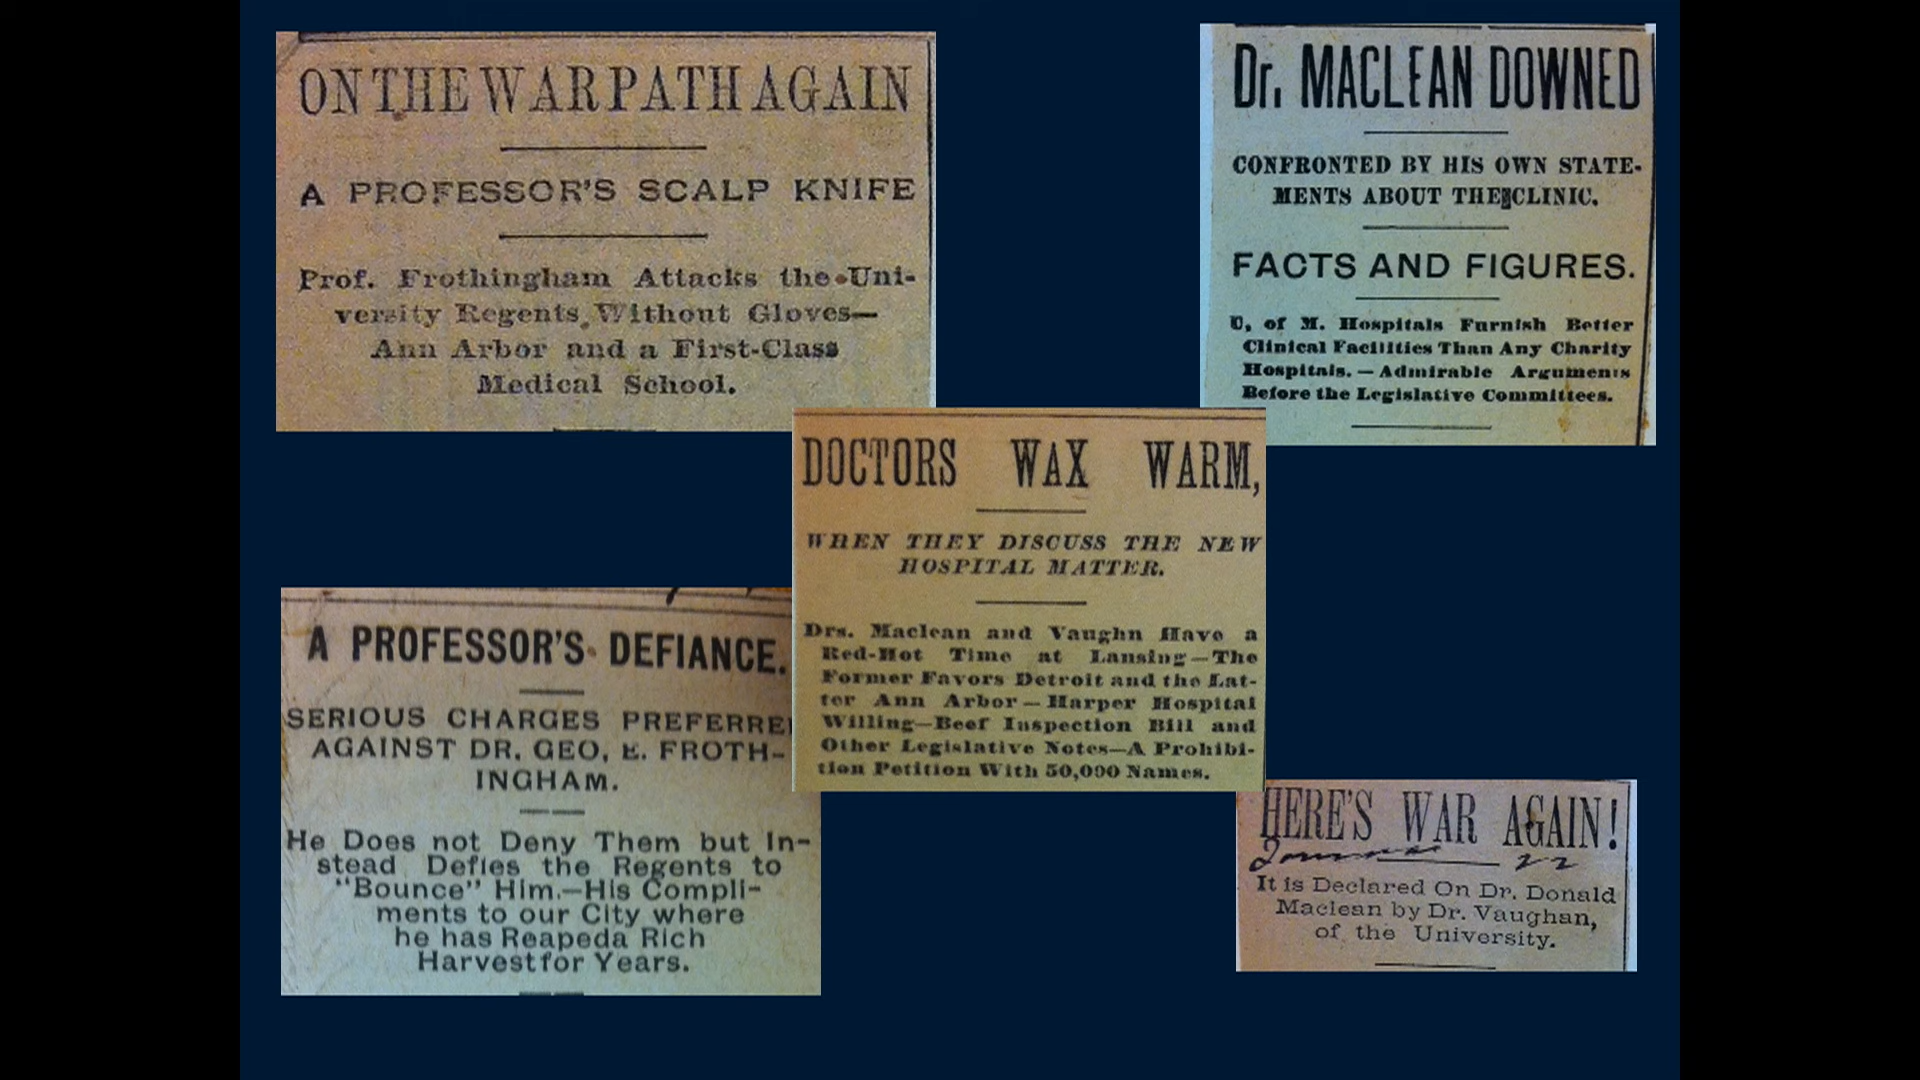 ON THE WAR PATH AGAIN
A PROFESSOR'S SCALP KNIFE
Prof. Frothingham Attacks the Uni-
versity Regents Without Gloves—
Ann Arbor and a First-Class
Medical School.
Dr. MACLEAN DOWNED
CONFRONTED BY HIS OWN STATE-
MENTS ABOUT THE CLINIC.
FACTS AND FIGURES.
U, of M. Hospitals Furnish Better
Clinical Facilities Than Any Charity
Hospitals. — Admirable Arguments
Before the Legislative Committees.
DOCTORS WAX WARM,
WHEN THEY DISCUSS THE NEW
HOSPITAL MATTER.
Drs. Maclean and Vaughn Have a
Red-Hot Time at Lansing—The
Former Favors Detroit and the Lat-
ter Ann Arbor—Harper Hospital
Willing—Beef Inspection Bill and
Other Legislative Notes—A Prohibi-
tion Petition With 50,000 Names.
A PROFESSOR'S DEFIANCE.
SERIOUS CHARGES PREFERRE
AGAINST DR. GEO, E. FROTH-
INGHAM.
He Does not Deny Them but In-
stead Defies the Regents to
"Bounce" Him.—His Compli-
ments to our City where
he has Reapeda Rich
Harvestfor Years.
HERE'S WAR AGAIN!
22
It is Declared On Dr. Donald
Maclean by Dr. Vaughan,
of the University.